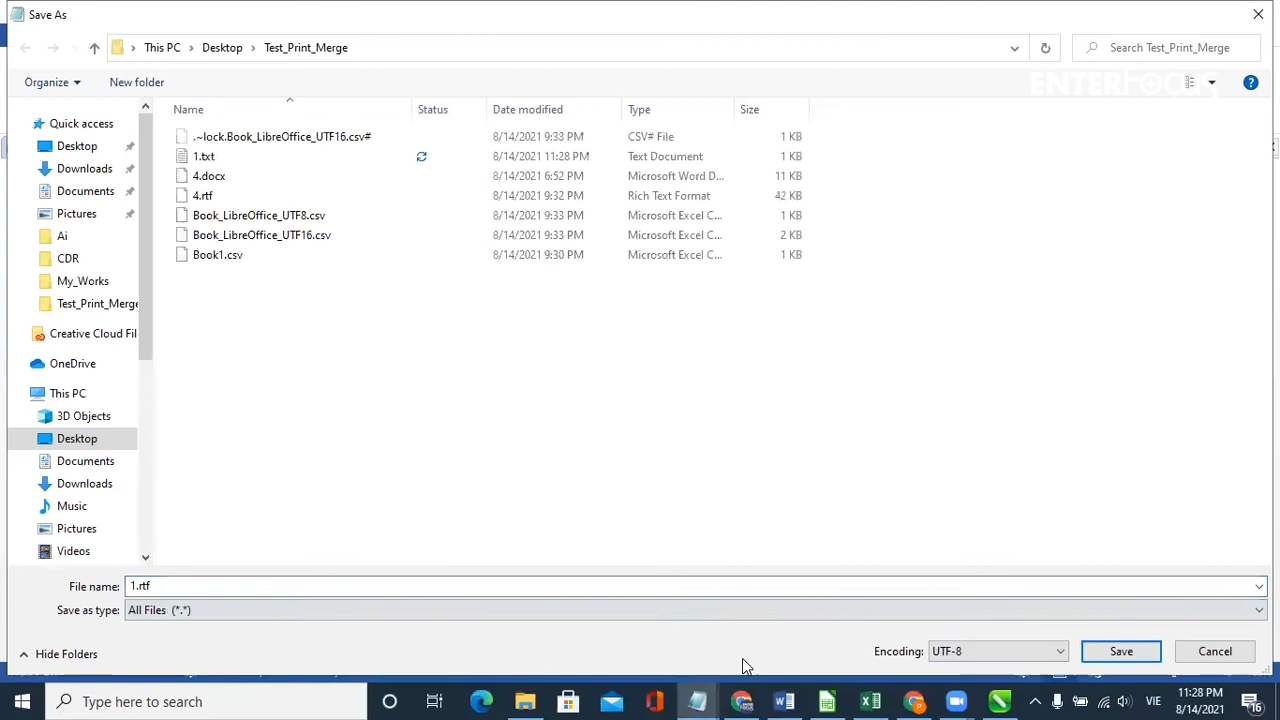 Save As
This PC > Desktop > Test_Print_Merge
Search Test_Print_Merge
Organize
New folder
ENTERFOCUS
Name Status Date modified Type Size
.~lock.Book_LibreOffice_UTF16.csv# 8/14/2021 9:33 PM CSV# File 1 KB
1.txt 8/14/2021 11:28 PM Text Document 1 KB
4.docx 8/14/2021 6:52 PM Microsoft Word D... 11 KB
4.rtf 8/14/2021 9:32 PM Rich Text Format 42 KB
Book_LibreOffice_UTF8.csv 8/14/2021 9:33 PM Microsoft Excel C... 1 KB
Book_LibreOffice_UTF16.csv 8/14/2021 9:33 PM Microsoft Excel C... 2 KB
Book1.csv 8/14/2021 9:30 PM Microsoft Excel C... 1 KB
Quick access
Desktop
Downloads
Documents
Pictures
Ai
CDR
My_Works
Test_Print_Merge
Creative Cloud Fil
OneDrive
This PC
3D Objects
Desktop
Documents
Downloads
Music
Pictures
Videos
File name: 1.rtf
Save as type: All Files (*.*)
Hide Folders
Encoding: UTF-8
Save
Cancel
Type here to search
VIE
11:28 PM
8/14/2021
16